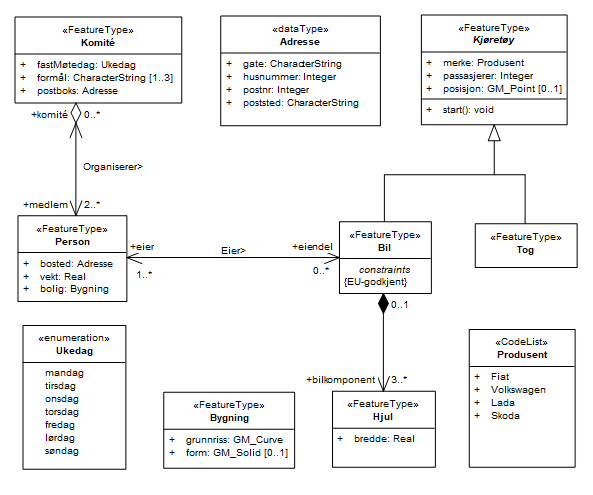 «FeatureType»
Komité
+ fastMøtedag: Ukedag
+ formål: CharacterString [1..3]
+ postboks: Adresse
«dataType»
Adresse
+ gate: CharacterString
+ husnummer: Integer
+ postnr: Integer
+ poststed: CharacterString
«FeatureType»
Kjøretøy
+ merke: Produsent
+ passasjerer: Integer
+ posisjon: GM_Point [0..1]
+ start(): void
+komité 0..*
Organiserer>
+medlem 2..*
«FeatureType»
Person
+ bosted: Adresse
+ vekt: Real
+ bolig: Bygning
+eier Eier> +eiendel
1..* 0..*
«FeatureType»
Bil
constraints
{EU-godkjent}
«FeatureType»
Tog
0..1
+bilkomponent 3..*
«enumeration»
Ukedag
mandag
tirsdag
onsdag
torsdag
fredag
lørdag
søndag
«FeatureType»
Bygning
+ grunnriss: GM_Curve
+ form: GM_Solid [0..1]
«FeatureType»
Hjul
+ bredde: Real
«CodeList»
Produsent
+ Fiat
+ Volkswagen
+ Lada
+ Skoda